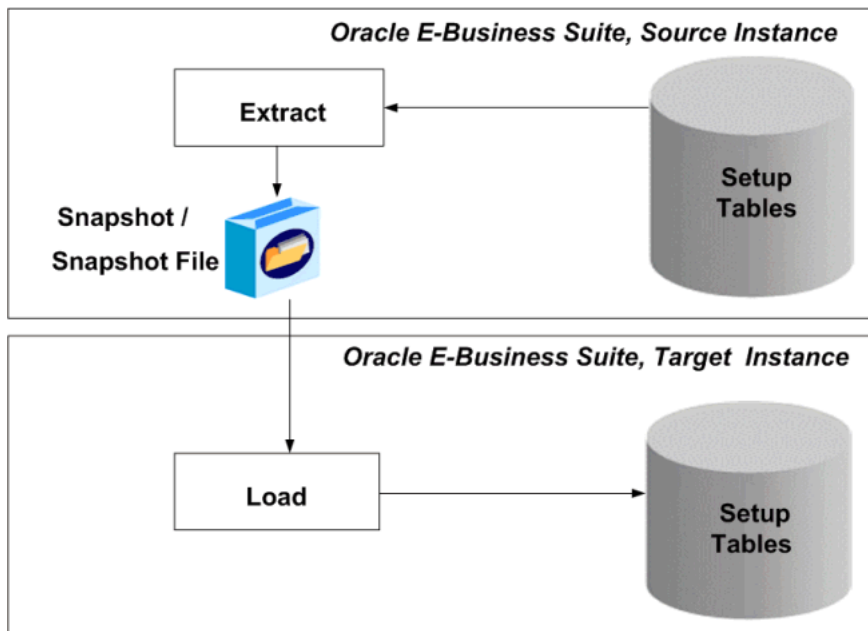 Oracle E-Business Suite, Source Instance
Extract
Setup
Tables
Snapshot /
Snapshot File
Oracle E-Business Suite, Target Instance
Load
Setup
Tables